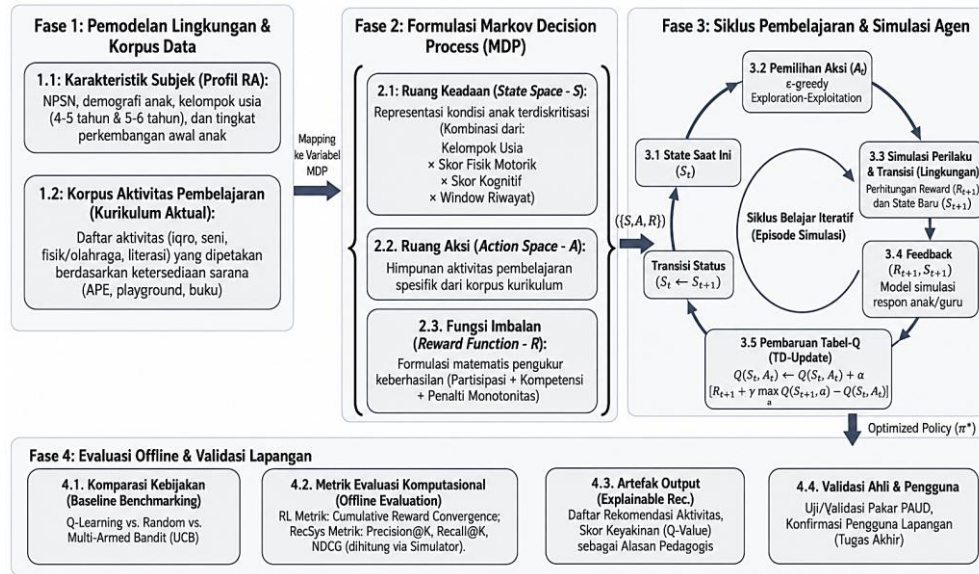 Fase 1: Pemodelan Lingkungan &
Korpus Data
1.1: Karakteristik Subjek (Profil RA):
NPSN, demografi anak, kelompok usia
(4-5 tahun & 5-6 tahun), dan tingkat
perkembangan awal anak
1.2: Korpus Aktivitas Pembelajaran
(Kurikulum Aktual):
Daftar aktivitas (iqro, seni,
fisik/olahraga, literasi) yang dipetakan
berdasarkan ketersediaan sarana
(APE, playground, buku)
Mapping
ke Variabel
MDP
Fase 2: Formulasi Markov Decision
Process (MDP)
2.1: Ruang Keadaan (State Space - S):
Representasi kondisi anak terdiskritisasi
(Kombinasi dari:
Kelompok Usia
× Skor Fisik Motorik
× Skor Kognitif
× Window Riwayat)
2.2. Ruang Aksi (Action Space - A)
Himpunan aktivitas pembelajaran
spesifik dari korpus kurikulum
2.3. Fungsi Imbalan
(Reward Function - R):
Formulasi matematis pengukur
keberhasilan (Partisipasi + Kompetensi
+ Penalti Monotonitas)
({S,A,R})
Fase 3: Siklus Pembelajaran & Simulasi Agen
3.2 Pemilihan Aksi (Aₜ)
ε-greedy
Exploration-Exploitation
3.1 State Saat Ini
(Sₜ)
3.3 Simulasi Perilaku
& Transisi (Lingkungan)
Perhitungan Reward (Rₜ₊₁)
dan State Baru (Sₜ₊₁)
Siklus Belajar Iteratif
(Episode Simulasi)
Transisi Status
(Sₜ ← Sₜ₊₁)
3.4 Feedback
(Rₜ₊₁, Sₜ₊₁)
Model simulasi
respon anak/guru
3.5 Pembaruan Tabel-Q
(TD-Update)
Q(Sₜ, Aₜ) ← Q(Sₜ, Aₜ) + α
[Rₜ₊₁ + γ max Q(Sₜ₊₁, a) − Q(Sₜ, Aₜ)]
a
Optimized Policy (π*)
Fase 4: Evaluasi Offline & Validasi Lapangan
4.1. Komparasi Kebijakan
(Baseline Benchmarking)
Q-Learning vs. Random vs.
Multi-Armed Bandit (UCB)
4.2. Metrik Evaluasi Komputasional
(Offline Evaluation)
RL Metrik: Cumulative Reward Convergence;
RecSys Metrik: Precision@K, Recall@K,
NDCG (dihitung via Simulator).
4.3. Artefak Output
(Explainable Rec.)
Daftar Rekomendasi Aktivitas,
Skor Keyakinan (Q-Value)
sebagai Alasan Pedagogis
4.4. Validasi Ahli & Pengguna
Uji/Validasi Pakar PAUD,
Konfirmasi Pengguna Lapangan
(Tugas Akhir)